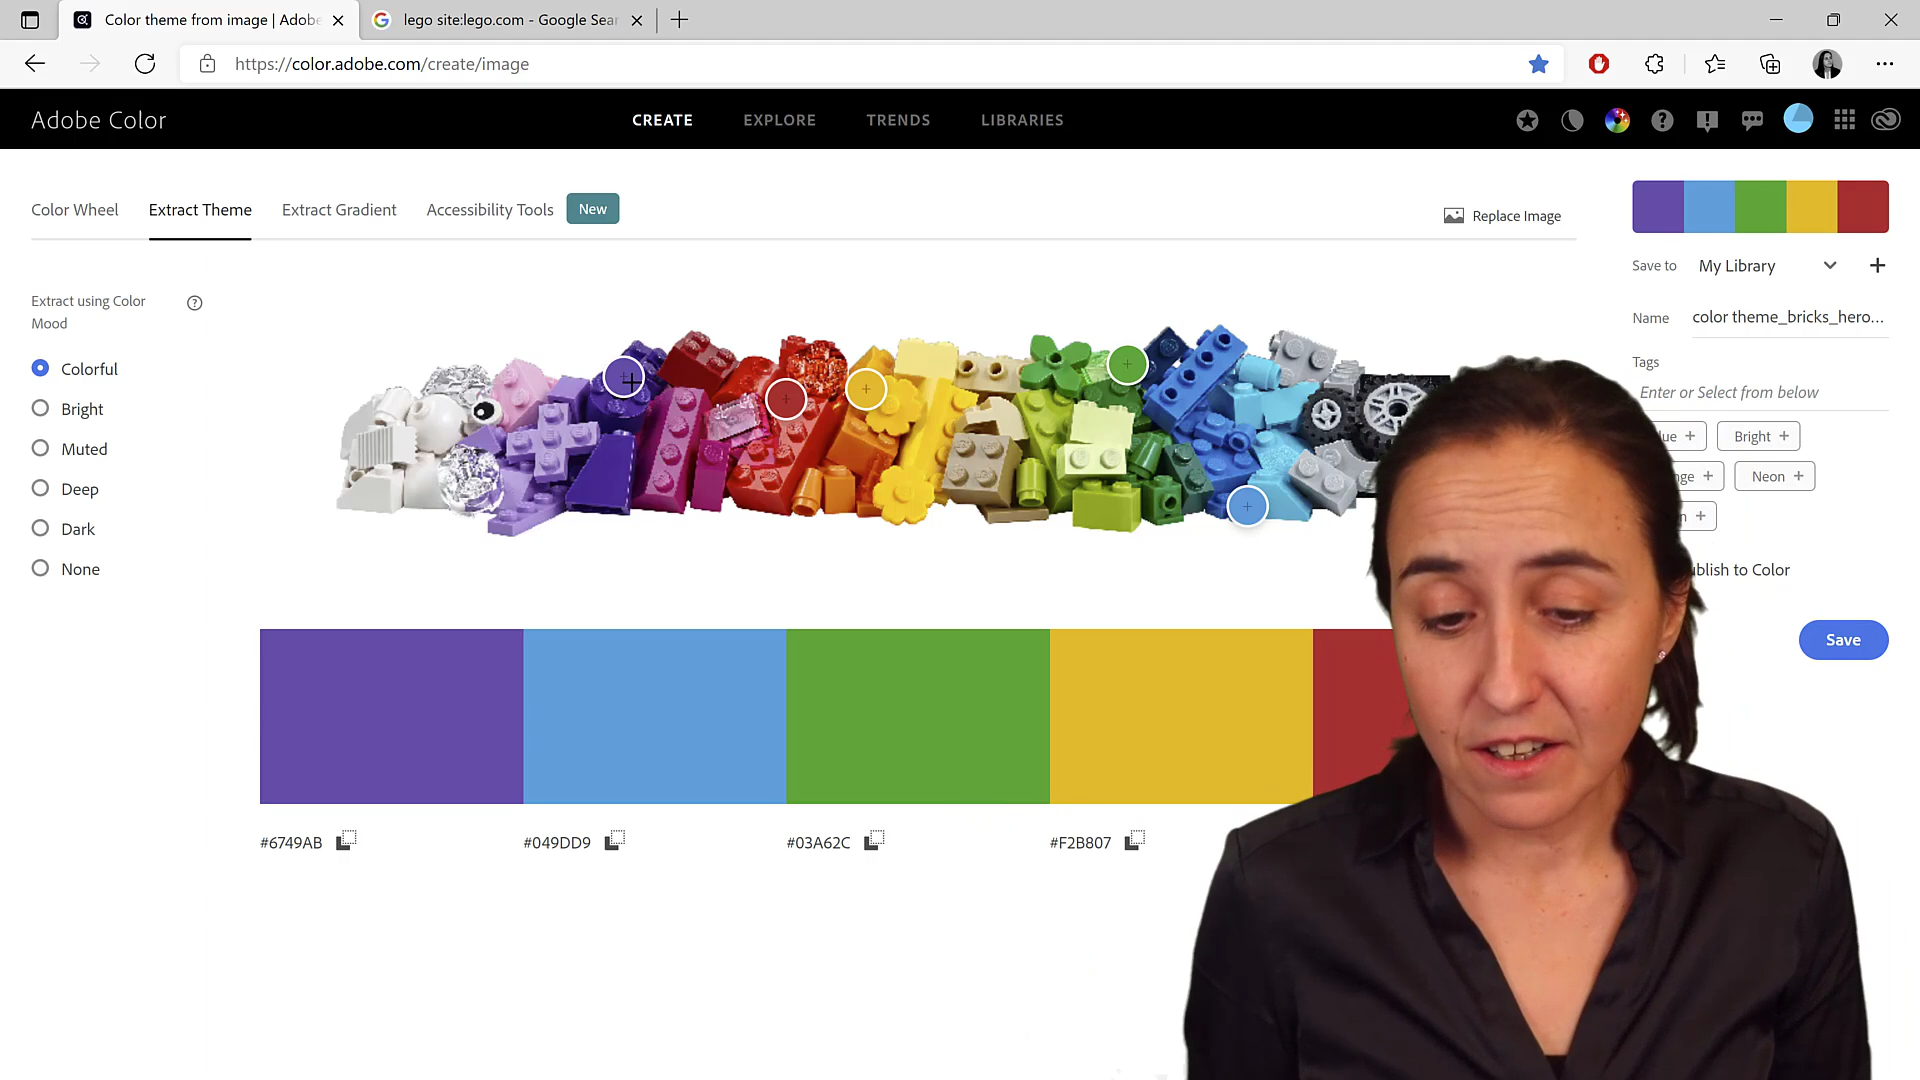 Color theme from image | Adobe
lego site:lego.com - Google Sear
https://color.adobe.com/create/image
Adobe Color
CREATE
EXPLORE
TRENDS
LIBRARIES
Color Wheel
Extract Theme
Extract Gradient
Accessibility Tools
New
Replace Image
Save to
My Library
Name
color theme_bricks_hero...
Tags
Enter or Select from below
Bright
Neon
to Color
Save
Extract using Color
Mood
Colorful
Bright
Muted
Deep
Dark
None
#6749AB
#049DD9
#03A62C
#F2B807